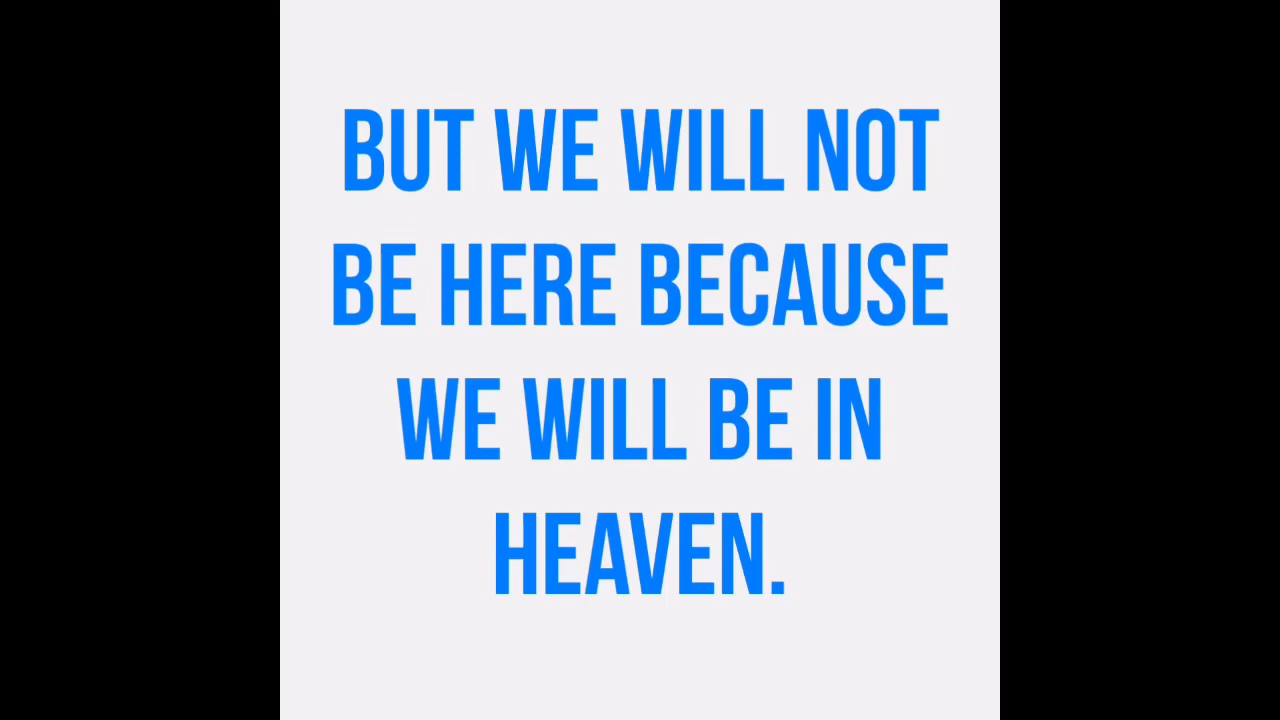 BUT WE WILL NOT
BE HERE BECAUSE
WE WILL BE IN
HEAVEN.